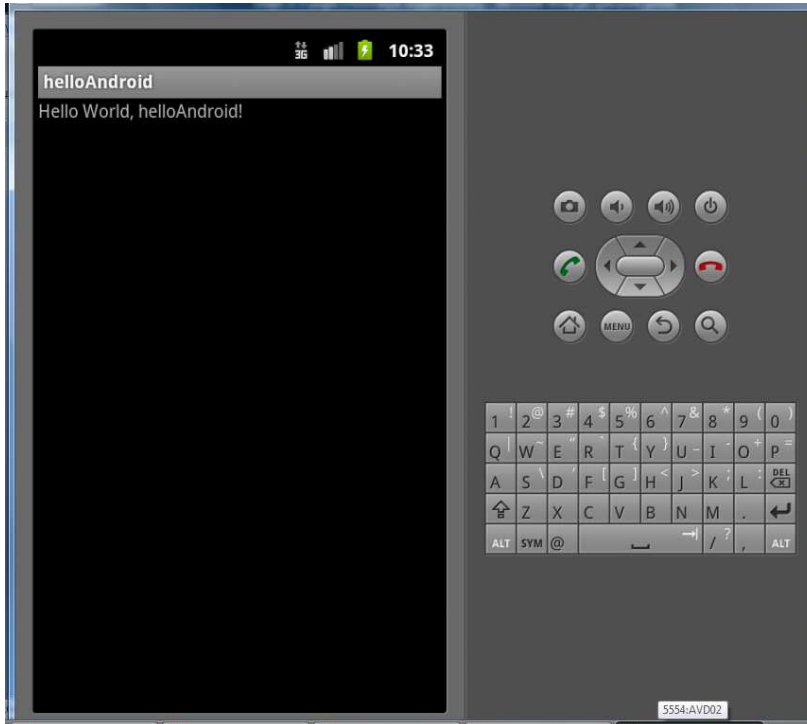 3G 10:33
helloAndroid
Hello World, helloAndroid!
MENU
1 ! 2 @ 3 # 4 $ 5 % 6 ^ 7 & 8 * 9 ( 0 )
Q | W ~ E " R ` T { Y } U _ I - O + P =
A S \ D ' F [ G ] H < J > K ; L : DEL
Z X C V B N M .
ALT SYM @ / ? , ALT
5554:AVD02